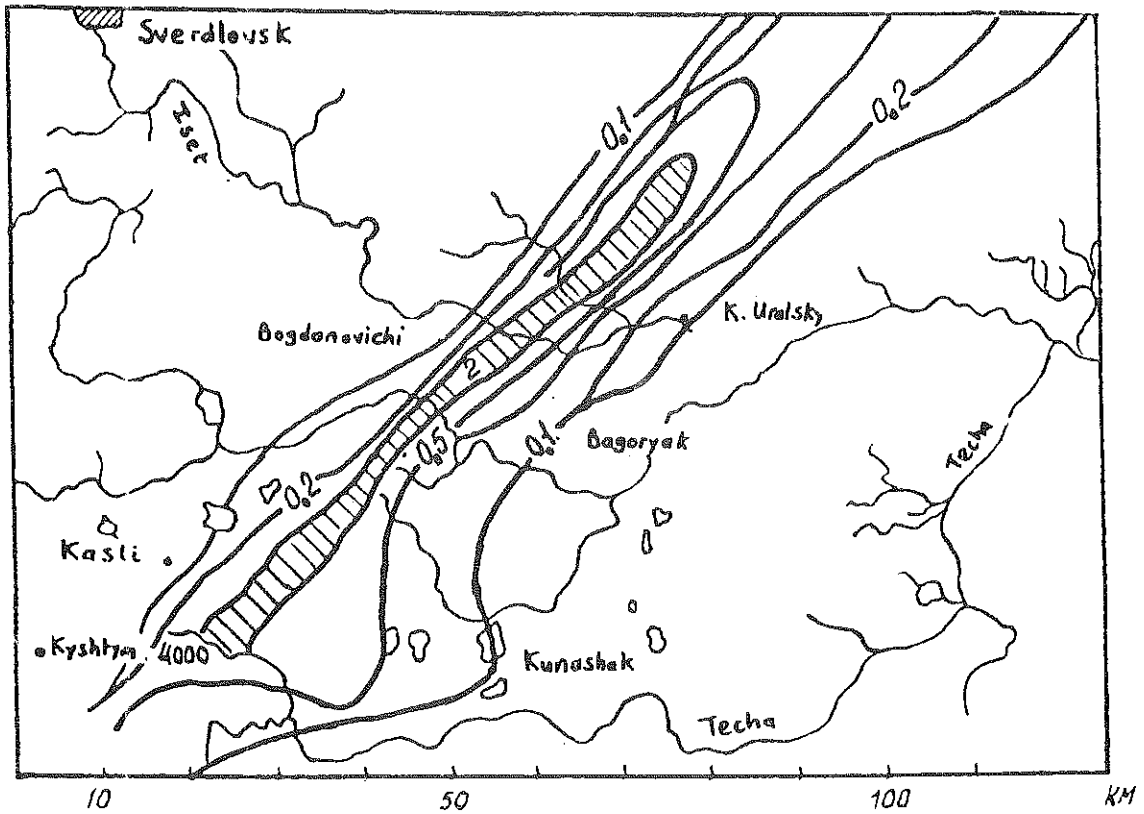 Sverdlovsk
Iset
0.1
0.2
Bogdanovichi
K. Uralsky
2
0.5
0.1
Bagoryak
0.2
Techa
Kasli
Kyshtym
4000
Kunashak
Techa
10
50
100
KM